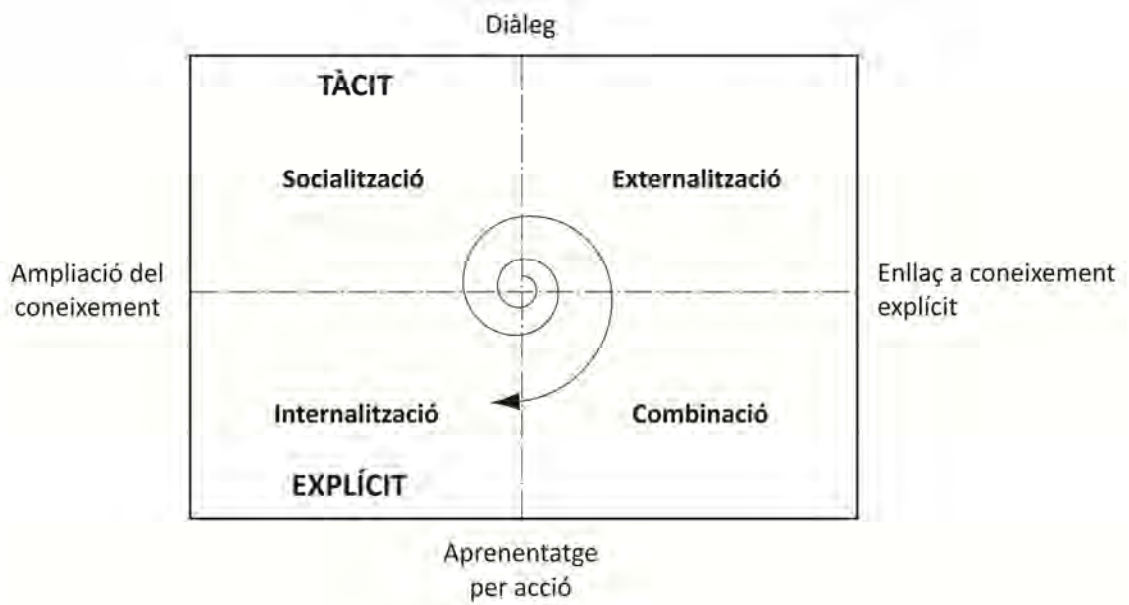 Diàleg
TÀCIT
Socialització
Externalització
Ampliació del
coneixement
Enllaç a coneixement
explícit
Internalització
Combinació
EXPLÍCIT
Aprenentatge
per acció